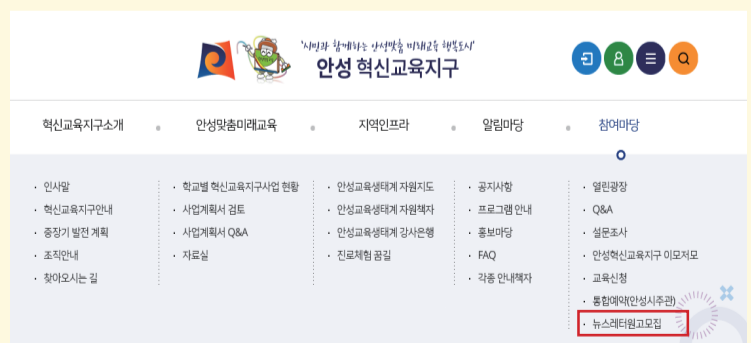 '시민과 함께하는 안성맞춤 미래교육 행복도시'
안성 혁신교육지구
혁신교육지구소개
안성맞춤미래교육
지역인프라
알림마당
참여마당
· 인사말
· 혁신교육지구안내
· 중장기 발전 계획
· 조직안내
· 찾아오시는 길
· 학교별 혁신교육지구사업 현황
· 사업계획서 검토
· 사업계획서 Q&A
· 자료실
· 안성교육생태계 자원지도
· 안성교육생태계 자원책자
· 안성교육생태계 강사은행
· 진로체험 꿈길
· 공지사항
· 프로그램 안내
· 홍보마당
· FAQ
· 각종 안내책자
· 열린광장
· Q&A
· 설문조사
· 안성혁신교육지구 이모저모
· 교육신청
· 통합예약(안성시주관)
· 뉴스레터원고모집